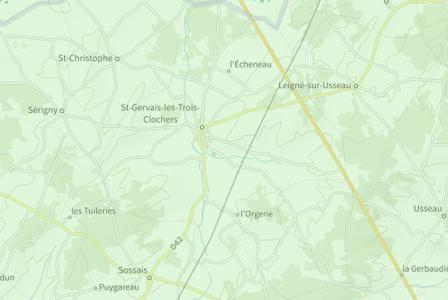 St-Christophe
l'Écheneau
Leigné-sur-Usseau
Sérigny
St-Gervais-les-Trois-
Clochers
les Tuileries
l'Orgerie
Usseau
D42
Sossais
la Gerbaudiè
dun
Puygareau